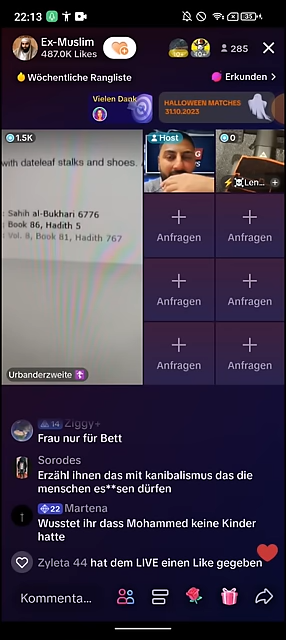 22:20
35
Ex-Muslim
487.0K Likes
285
Wöchentliche Rangliste
Erkunden >
Vielen Dank
HALLOWEEN MATCHES
31.10.2023
1.5K
Host
0
with dateleaf stalks and shoes.
: Sahih al-Bukhari 6776
: Book 86, Hadith 5
: Vol. 8, Book 81, Hadith 767
Len...
Anfragen
Anfragen
Anfragen
Anfragen
Anfragen
Anfragen
Urbanderzweite
14 Ziggy+
Frau nur für Bett
Sorodes
Erzähl ihnen das mit kanibalismus das die
menschen es**sen dürfen
22 Martena
Wusstet ihr dass Mohammed keine Kinder
hatte
Zyleta 44 hat dem LIVE einen Like gegeben
Kommenta...